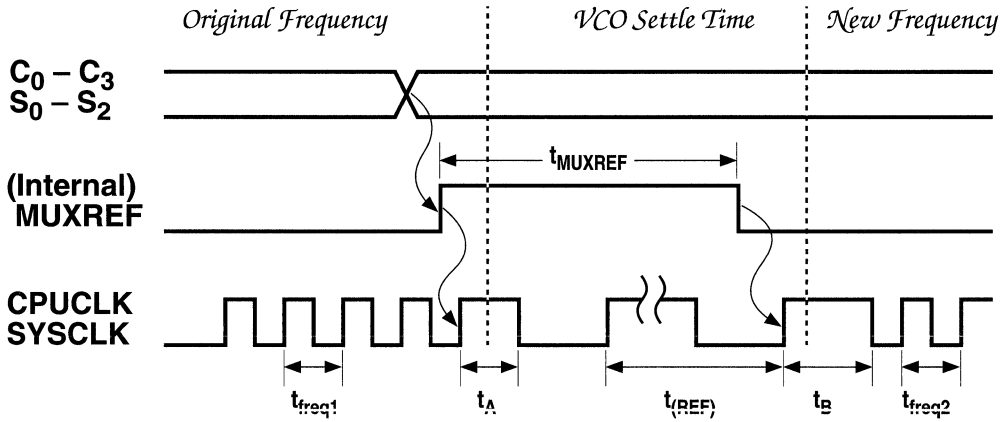 Original Frequency VCO Settle Time New Frequency
C0 – C3
S0 – S2
tMUXREF
(Internal)
MUXREF
CPUCLK
SYSCLK
tfreq1 tA t(REF) tB tfreq2